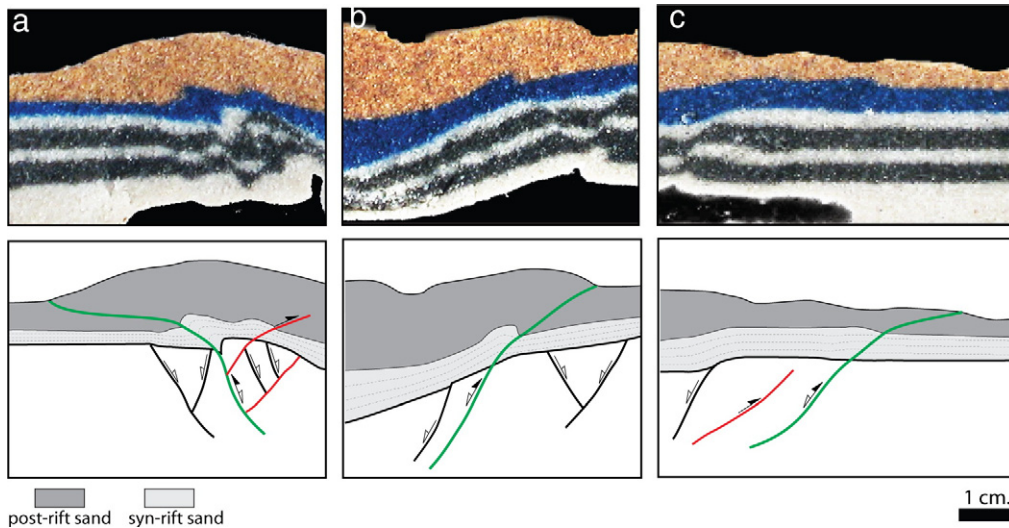 a
b
c
post-rift sand
syn-rift sand
1 cm.